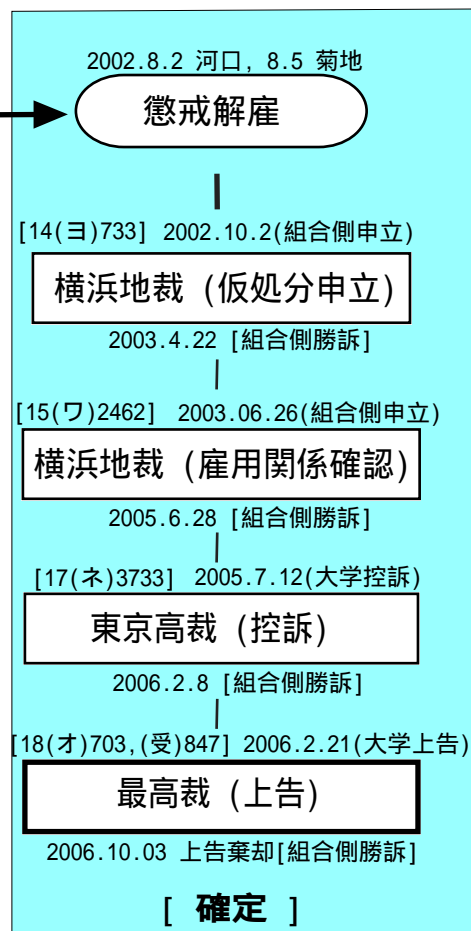 2002.8.2 河口, 8.5 菊地
懲戒解雇
[14(ヨ)733] 2002.10.2(組合側申立)
横浜地裁 (仮処分申立)
2003.4.22 [組合側勝訴]
[15(ワ)2462] 2003.06.26(組合側申立)
横浜地裁 (雇用関係確認)
2005.6.28 [組合側勝訴]
[17(ネ)3733] 2005.7.12(大学控訴)
東京高裁 (控訴)
2006.2.8 [組合側勝訴]
[18(オ)703,(受)847] 2006.2.21(大学上告)
最高裁 (上告)
2006.10.03 上告棄却[組合側勝訴]
[ 確定 ]